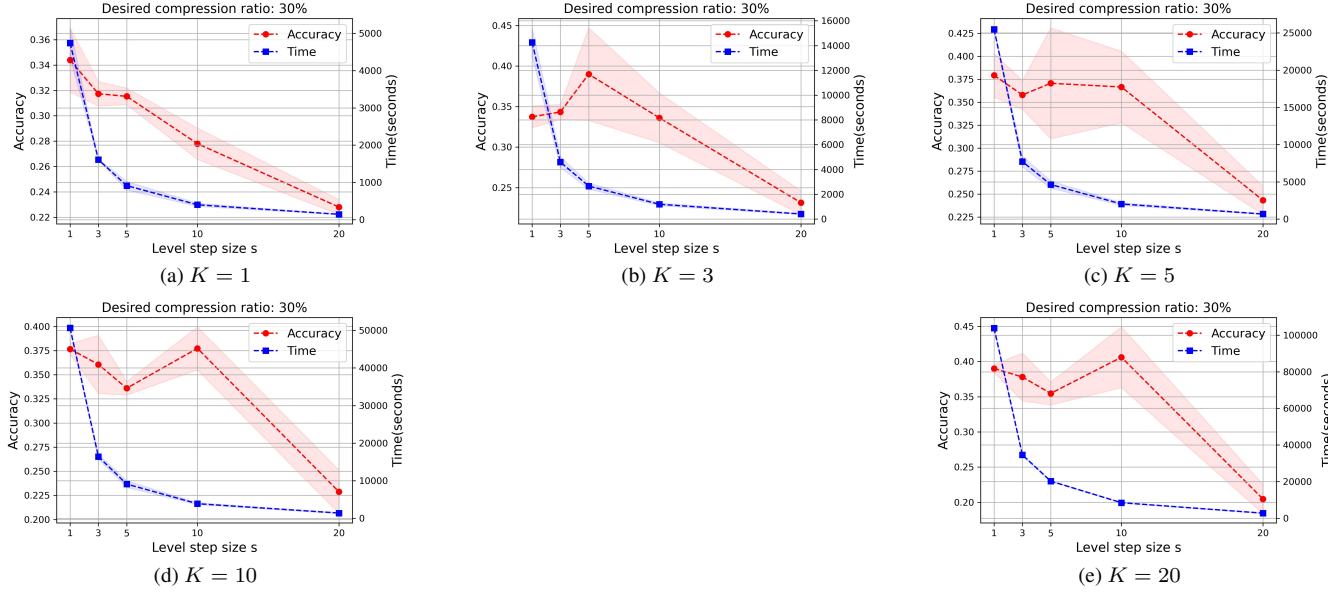 Desired compression ratio: 30%
Accuracy
Time
0.36
0.34
0.32
0.30
0.28
0.26
0.24
0.22
5000
4000
3000
2000
1000
0
Accuracy
Time(seconds)
1 3 5 10 20
Level step size s
(a) K = 1
Desired compression ratio: 30%
Accuracy
Time
0.45
0.40
0.35
0.30
0.25
16000
14000
12000
10000
8000
6000
4000
2000
0
Accuracy
Time(seconds)
1 3 5 10 20
Level step size s
(b) K = 3
Desired compression ratio: 30%
Accuracy
Time
0.425
0.400
0.375
0.350
0.325
0.300
0.275
0.250
0.225
25000
20000
15000
10000
5000
0
Accuracy
Time(seconds)
1 3 5 10 20
Level step size s
(c) K = 5
Desired compression ratio: 30%
Accuracy
Time
0.400
0.375
0.350
0.325
0.300
0.275
0.250
0.225
0.200
50000
40000
30000
20000
10000
0
Accuracy
Time(seconds)
1 3 5 10 20
Level step size s
(d) K = 10
Desired compression ratio: 30%
Accuracy
Time
0.45
0.40
0.35
0.30
0.25
0.20
100000
80000
60000
40000
20000
0
Accuracy
Time(seconds)
1 3 5 10 20
Level step size s
(e) K = 20